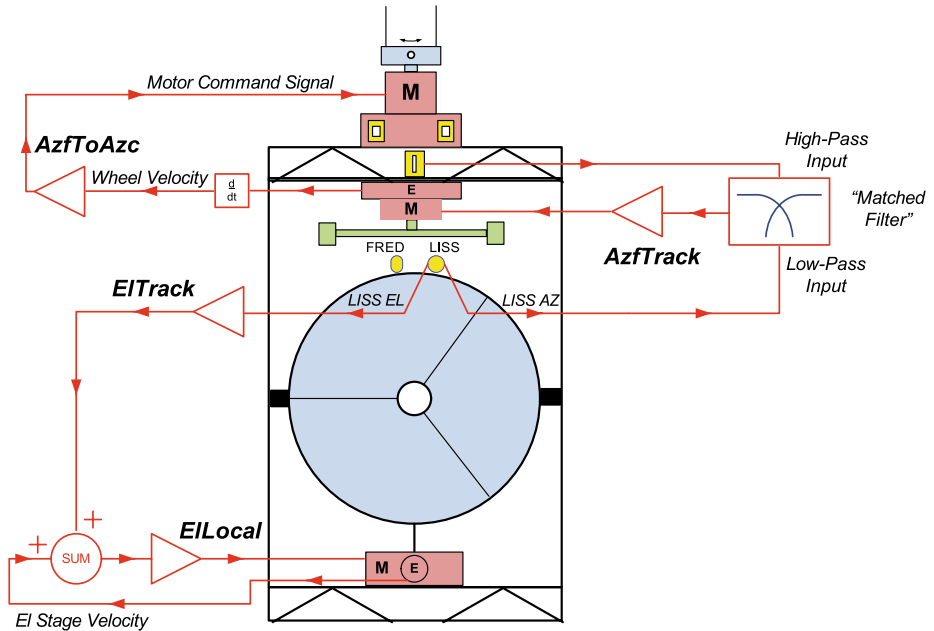 Motor Command Signal
M
AzfToAzc
High-Pass
Input
Wheel Velocity
d
dt
E
M
"Matched
Filter"
AzfTrack
FRED
LISS
Low-Pass
Input
ElTrack
LISS EL
LISS AZ
+
+
SUM
ElLocal
M
E
El Stage Velocity